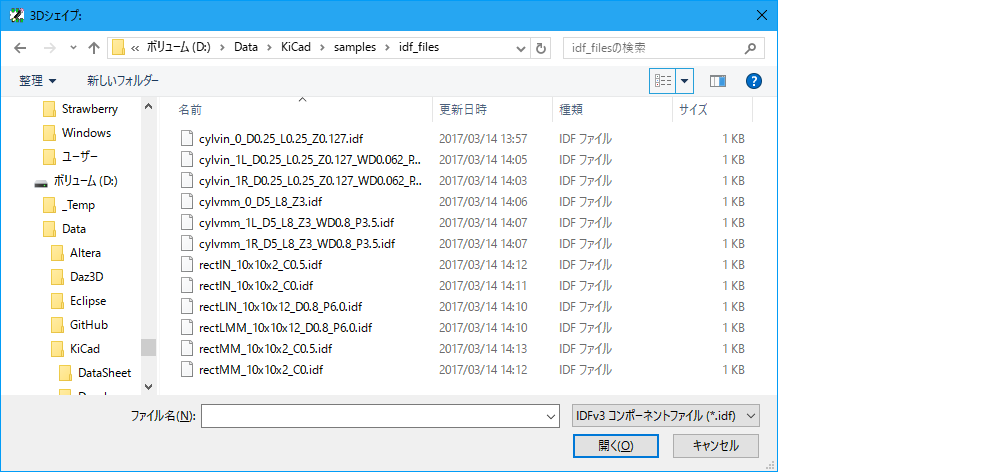 3Dシェイプ:
« ボリューム (D:) › Data › KiCad › samples › idf_files
idf_filesの検索
整理 新しいフォルダー
Strawberry
Windows
ユーザー
ボリューム (D:)
_Temp
Data
Altera
Daz3D
Eclipse
GitHub
KiCad
DataSheet
名前 更新日時 種類 サイズ
cylvin_0_D0.25_L0.25_Z0.127.idf 2017/03/14 13:57 IDF ファイル 1 KB
cylvin_1L_D0.25_L0.25_Z0.127_WD0.062_P... 2017/03/14 14:05 IDF ファイル 1 KB
cylvin_1R_D0.25_L0.25_Z0.127_WD0.062_P... 2017/03/14 14:03 IDF ファイル 1 KB
cylvmm_0_D5_L8_Z3.idf 2017/03/14 14:06 IDF ファイル 1 KB
cylvmm_1L_D5_L8_Z3_WD0.8_P3.5.idf 2017/03/14 14:07 IDF ファイル 1 KB
cylvmm_1R_D5_L8_Z3_WD0.8_P3.5.idf 2017/03/14 14:07 IDF ファイル 1 KB
rectIN_10x10x2_C0.5.idf 2017/03/14 14:12 IDF ファイル 1 KB
rectIN_10x10x2_C0.idf 2017/03/14 14:11 IDF ファイル 1 KB
rectLIN_10x10x12_D0.8_P6.0.idf 2017/03/14 14:10 IDF ファイル 1 KB
rectLMM_10x10x12_D0.8_P6.0.idf 2017/03/14 14:10 IDF ファイル 1 KB
rectMM_10x10x2_C0.5.idf 2017/03/14 14:13 IDF ファイル 1 KB
rectMM_10x10x2_C0.idf 2017/03/14 14:12 IDF ファイル 1 KB
ファイル名(N): IDFv3 コンポーネントファイル (*.idf)
開く(O) キャンセル